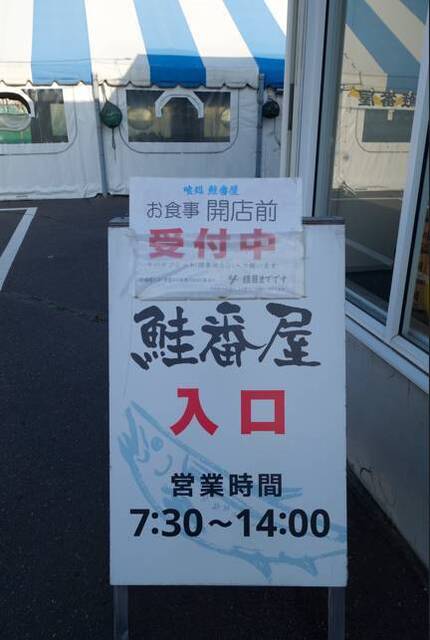 喰処 鮭番屋
お食事 開店前
受付中
鮭番屋
入口
営業時間
7:30～14:00